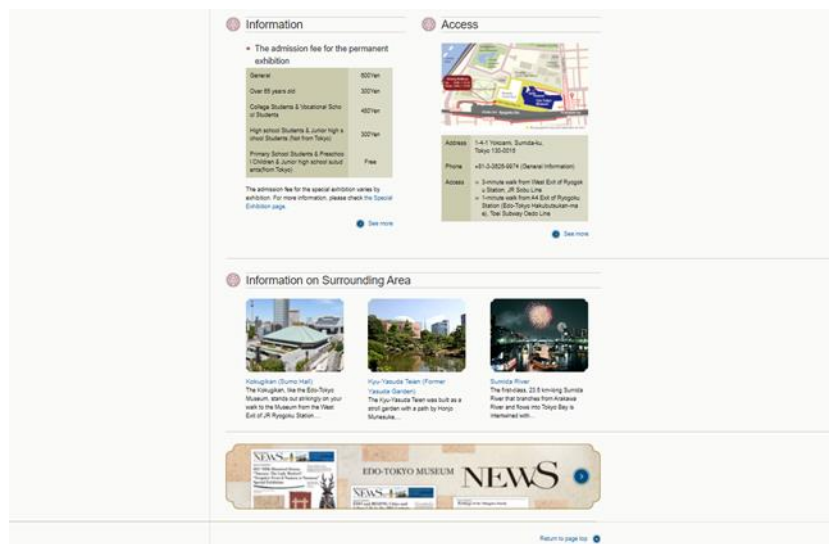 Information
The admission fee for the permanent
exhibition
General 600Yen
Over 65 years old 300Yen
College Students & Vocational Scho
ol Students 480Yen
High school Students & Junior high s
chool Students (Not from Tokyo) 300Yen
Primary School Students & Preschoo
l Children & Junior high school
(from Tokyo) Free
The admission fee for the special exhibition varies by
exhibition. For more information, please check the Special
Exhibition page.
See more
Access
Address 1-4-1 Yokoami, Sumida-ku,
Tokyo 130-0015
Phone +81-3-3626-9974 (General Information)
Access 3-minute walk from West Exit of Ryogok
u Station, JR Sobu Line
1-minute walk from A4 Exit of Ryogoku
Station (Edo-Tokyo Hakubutsukan-ma
e), Toei Subway Oedo Line
See more
Information on Surrounding Area
Kokugikan (Sumo Hall)
The Kokugikan, like the Edo-Tokyo
Museum, stands out strikingly on your
walk to the Museum from the West
Exit of JR Ryogoku Station....
Kyu-Yasuda Teien (Former
Yasuda Garden)
The Kyu-Yasuda Teien was built as a
stroll garden with a path by Honjo
Munesuke....
Sumida River
The first-class, 23.5 km-long Sumida
River that branches from Arakawa
River and flows into Tokyo Bay is
intertwined with...
NEWS
EDO-TOKYO MUSEUM NEWS
NEWS
Return to page top